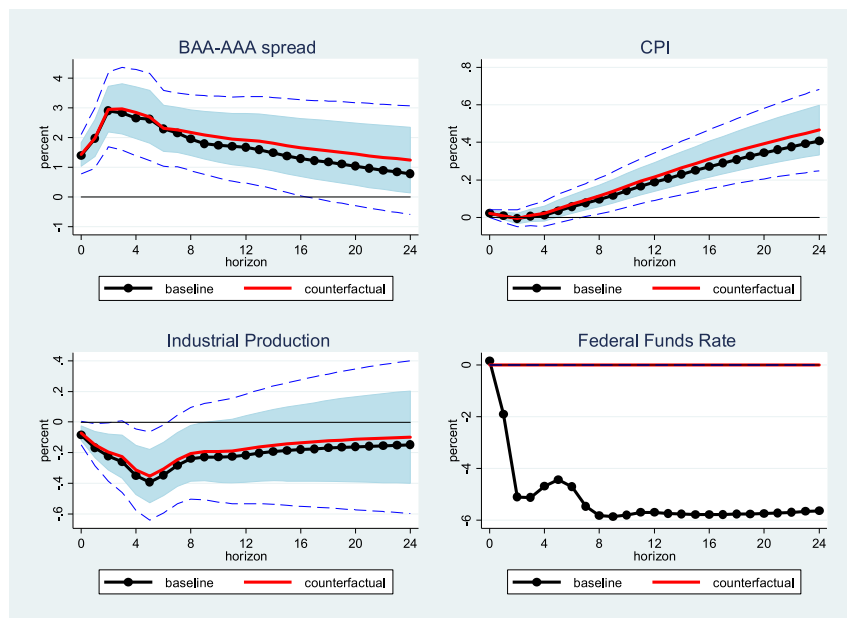 BAA-AAA spread
4
3
2
1
0
-1
percent
0 4 8 12 16 20 24
horizon
baseline counterfactual
CPI
.8
.6
.4
.2
0
percent
0 4 8 12 16 20 24
horizon
baseline counterfactual
Industrial Production
.4
.2
0
-.2
-.4
-.6
percent
0 4 8 12 16 20 24
horizon
baseline counterfactual
Federal Funds Rate
0
-2
-4
-6
percent
0 4 8 12 16 20 24
horizon
baseline counterfactual